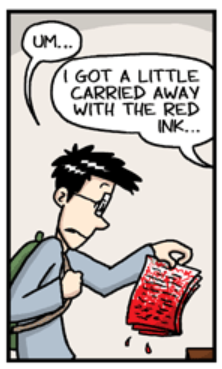 UM...
I GOT A LITTLE
CARRIED AWAY
WITH THE RED
INK...